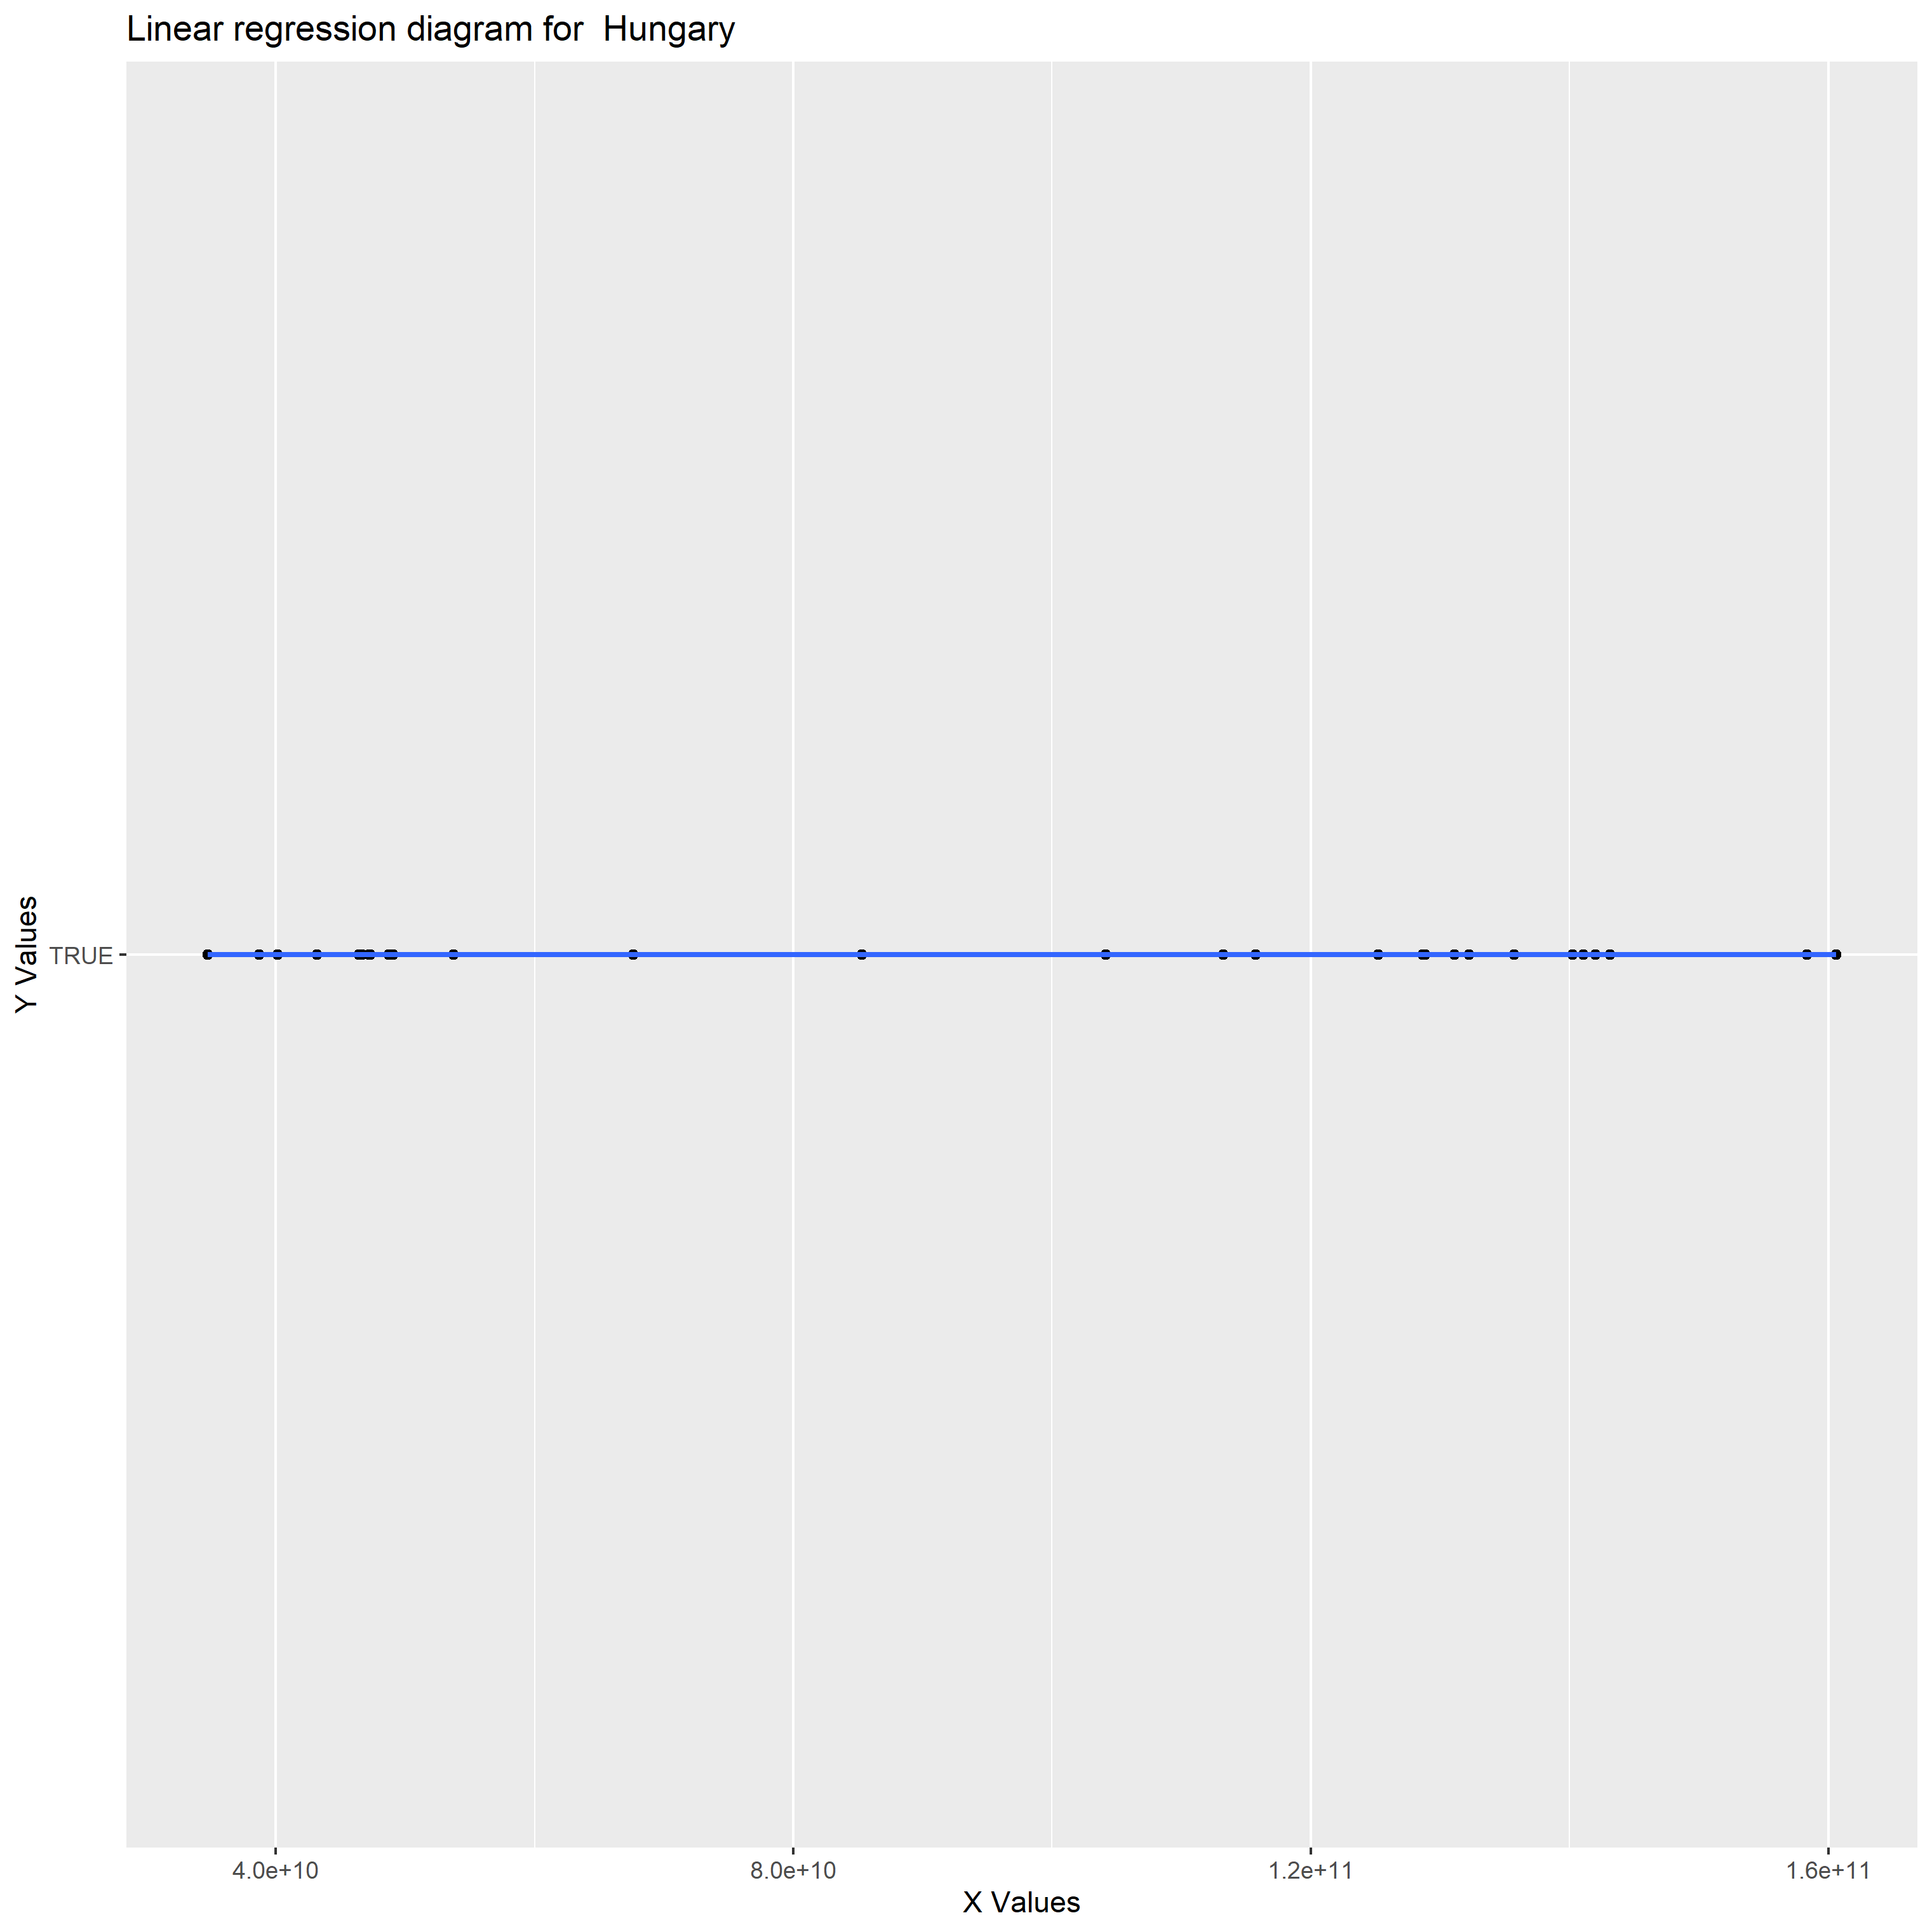 Linear regression diagram for  Hungary
Y Values
TRUE
4.0e+10 8.0e+10 1.2e+11 1.6e+11
X Values